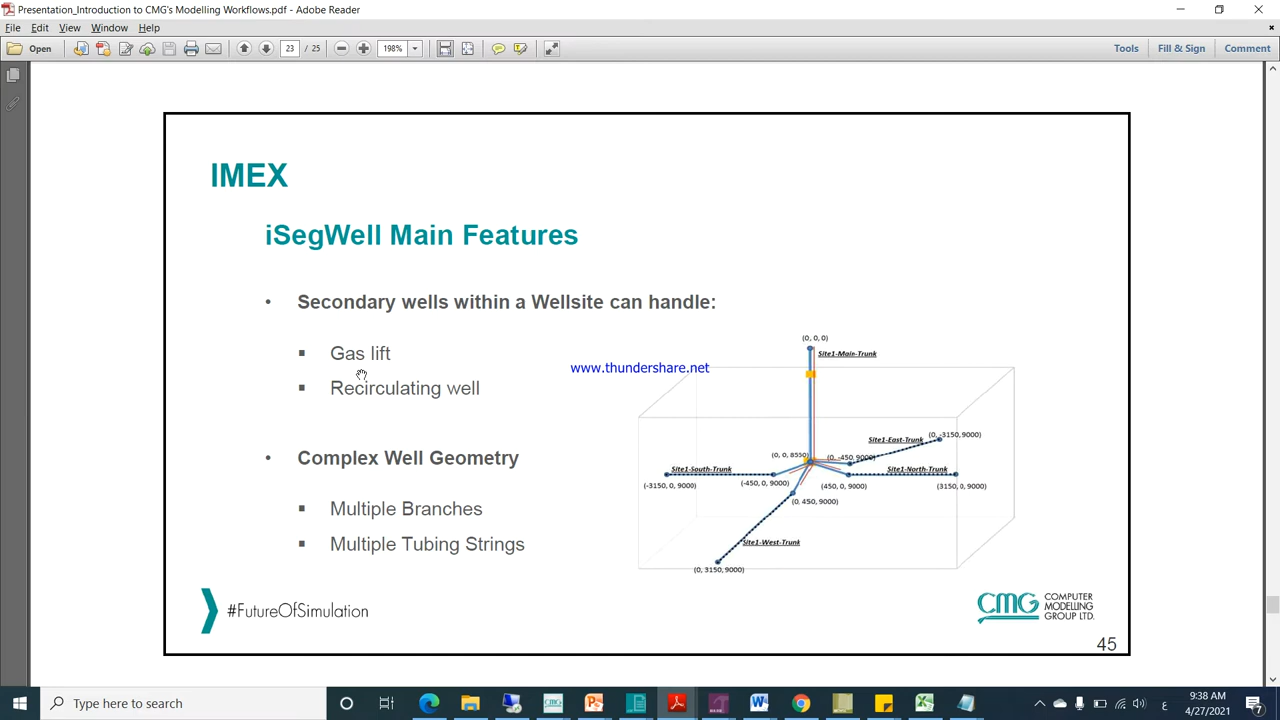 Presentation_Introduction to CMG's Modelling Workflows.pdf - Adobe Reader
File Edit View Window Help
Open 23 / 25 198% Tools Fill & Sign Comment
IMEX
iSegWell Main Features
• Secondary wells within a Wellsite can handle:
▪ Gas lift
▪ Recirculating well
• Complex Well Geometry
▪ Multiple Branches
▪ Multiple Tubing Strings
www.thundershare.net
(0, 0, 0)
Site1-Main-Trunk
Site1-East-Trunk
(0, -3150, 9000)
(0, 0, 8550)
(0, -450, 9000)
Site1-South-Trunk
Site1-North-Trunk
(-3150, 0, 9000)
(-450, 0, 9000)
(450, 0, 9000)
(3150, 0, 9000)
(0, 450, 9000)
Site1-West-Trunk
(0, 3150, 9000)
#FutureOfSimulation
CMG COMPUTER
MODELLING
GROUP LTD.
45
Type here to search
9:38 AM
4/27/2021